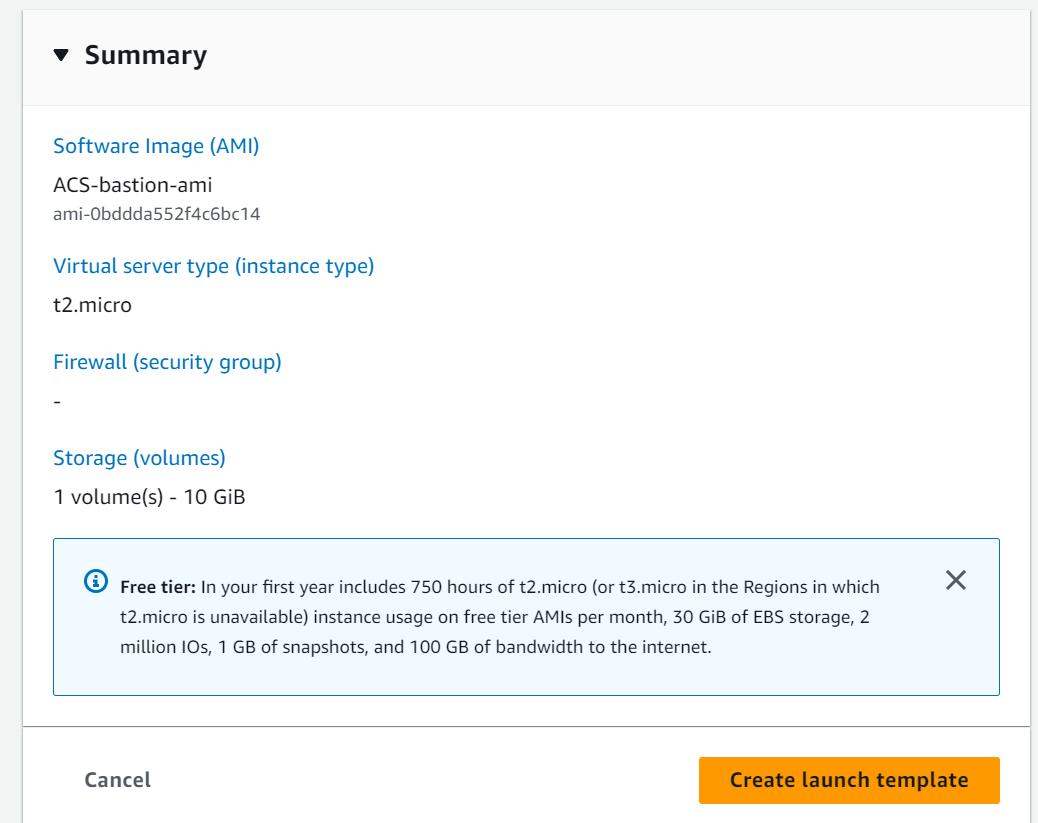 Summary
Software Image (AMI)
ACS-bastion-ami
ami-0bddda552f4c6bc14
Virtual server type (instance type)
t2.micro
Firewall (security group)
-
Storage (volumes)
1 volume(s) - 10 GiB
Free tier: In your first year includes 750 hours of t2.micro (or t3.micro in the Regions in which
t2.micro is unavailable) instance usage on free tier AMIs per month, 30 GiB of EBS storage, 2
million IOs, 1 GB of snapshots, and 100 GB of bandwidth to the internet.
Cancel
Create launch template